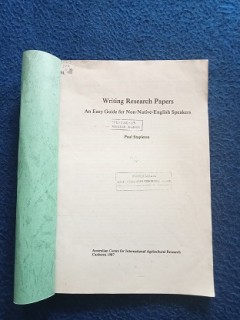 Writing Research Papers
An Easy Guide for Non-Native-English Speakers
Paul Stapleton
Australian Centre for International Agricultural Research
Canberra 1987